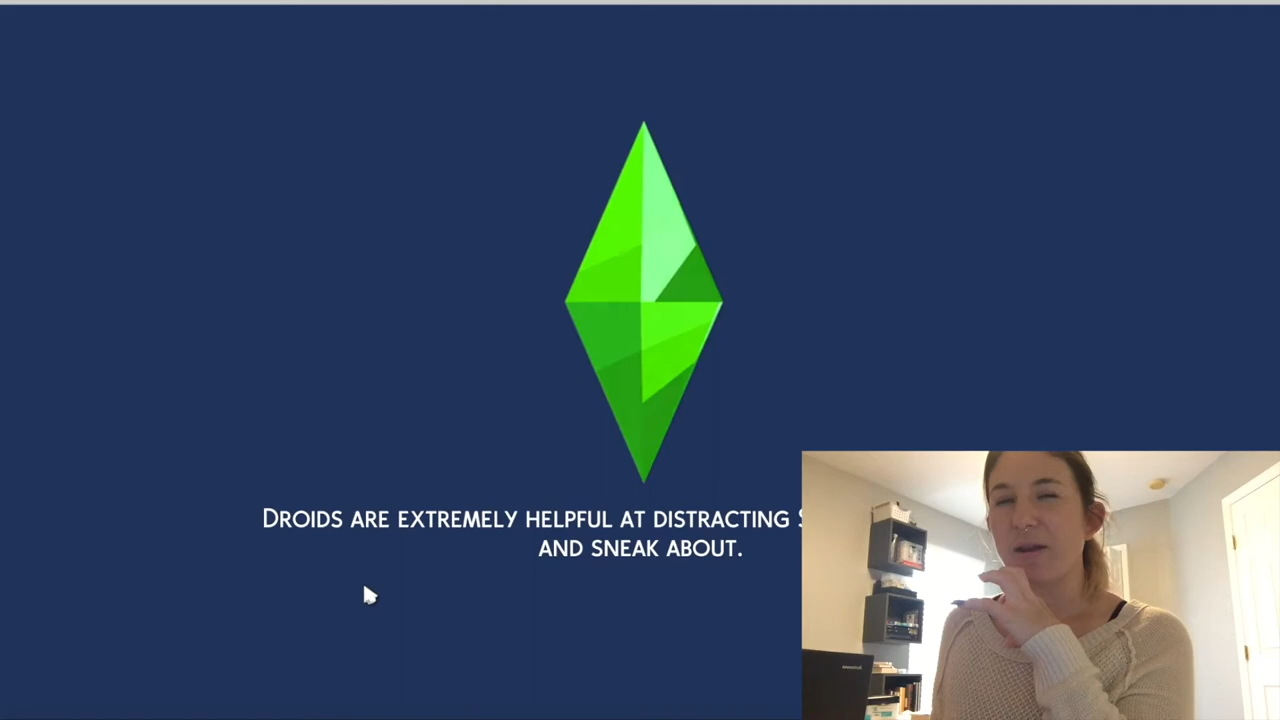 Droids are extremely helpful at distracting
and sneak about.